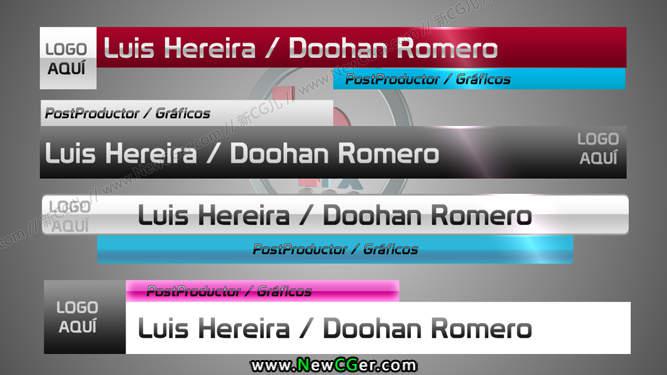 LOGO
AQUÍ
Luis Hereira / Doohan Romero
PostProductor / Gráficos
PostProductor / Gráficos
Luis Hereira / Doohan Romero
LOGO
AQUÍ
LOGO
AQUÍ
Luis Hereira / Doohan Romero
PostProductor / Gráficos
PostProductor / Gráficos
LOGO
AQUÍ
Luis Hereira / Doohan Romero
www.NewCGer.com